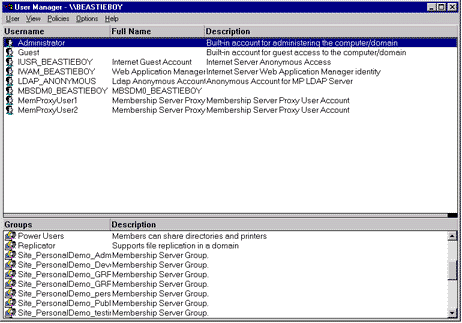 User Manager - \\BEASTIEBOY
User View Policies Options Help
Username Full Name Description
Administrator Built-in account for administering the computer/domain
Guest Built-in account for guest access to the computer/domain
IUSR_BEASTIEBOY Internet Guest Account Internet Server Anonymous Access
IWAM_BEASTIEBOY Web Application Manager Internet Server Web Application Manager identity
LDAP_ANONYMOUS Ldap Anonymous Account Anonymous Account for MP LDAP Server
MBSDM0_BEASTIEBOY MBSDM0_BEASTIEBOY
MemProxyUser1 Membership Server Proxy Membership Server Proxy User Account
MemProxyUser2 Membership Server Proxy Membership Server Proxy User Account
Groups Description
Power Users Members can share directories and printers
Replicator Supports file replication in a domain
Site_PersonalDemo_Adm Membership Server Group.
Site_PersonalDemo_Dev Membership Server Group.
Site_PersonalDemo_GRF Membership Server Group.
Site_PersonalDemo_GRF Membership Server Group.
Site_PersonalDemo_pers Membership Server Group.
Site_PersonalDemo_Publ Membership Server Group.
Site_PersonalDemo_testin Membership Server Group.